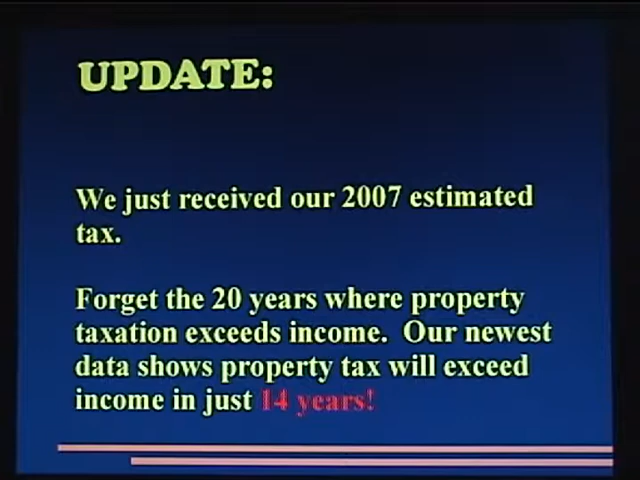 UPDATE:
We just received our 2007 estimated
tax.
Forget the 20 years where property
taxation exceeds income.  Our newest
data shows property tax will exceed
income in just 14 years!